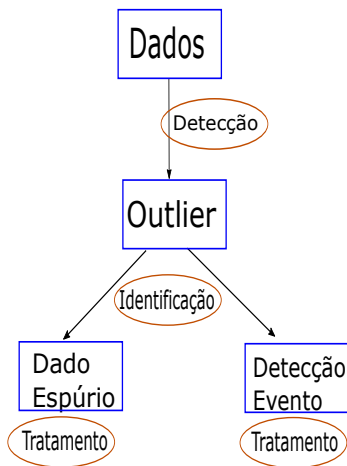 Dados
Detecção
Outlier
Identificação
Dado
Espúrio
Detecção
Evento
Tratamento
Tratamento